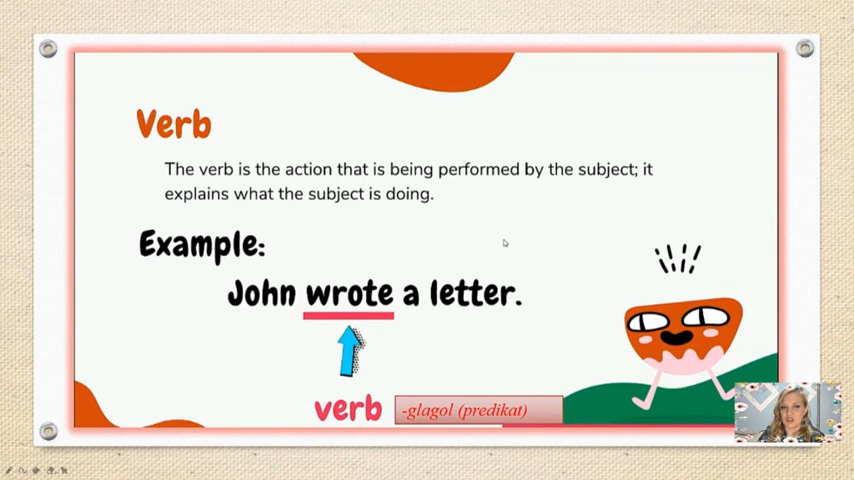 Verb
The verb is the action that is being performed by the subject; it
explains what the subject is doing.
Example:
John wrote a letter.
verb -glagol (predikat)